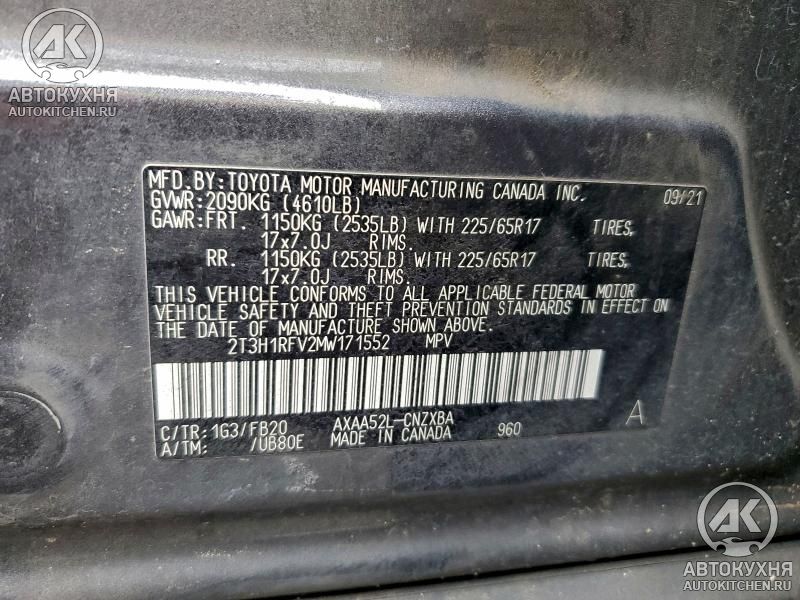 AK
АВТОКУХНЯ
AUTOKITCHEN.RU
MFD.BY:TOYOTA MOTOR MANUFACTURING CANADA INC. 09/21
GVWR:2090KG (4610LB)
GAWR:FRT. 1150KG (2535LB) WITH 225/65R17 TIRES,
17x7.0J RIMS.
RR. 1150KG (2535LB) WITH 225/65R17 TIRES,
17x7.0J RIMS.
THIS VEHICLE CONFORMS TO ALL APPLICABLE FEDERAL MOTOR
VEHICLE SAFETY AND THEFT PREVENTION STANDARDS IN EFFECT ON
THE DATE OF MANUFACTURE SHOWN ABOVE.
2T3H1RFV2MW171552 MPV
C/TR:1G3/FB20 AXAA52L-CNZXBA A
A/TM: /UB80E MADE IN CANADA 960
AK
АВТОКУХНЯ
AUTOKITCHEN.RU